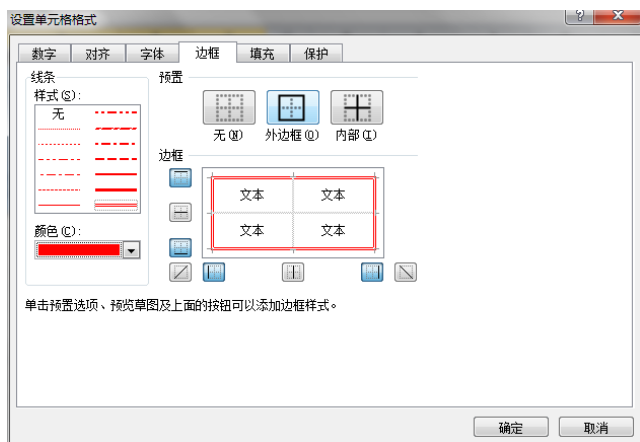 设置单元格格式
? X
数字 对齐 字体 边框 填充 保护
线条
样式(S):
无
颜色(C):
预置
无(N) 外边框(O) 内部(I)
边框
文本 文本
文本 文本
单击预置选项、预览草图及上面的按钮可以添加边框样式。
确定 取消